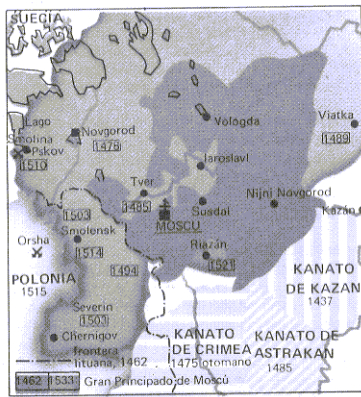 SUECIA
Lago
Smolina
Pskov
1510
Novgorod
1478
Vólogda
Viatka
1489
Iaroslavl
Tver
1485
Susdal
MOSCU
Nijni Novgorod
Kazán
1503
Smolensk
1514
Orsha
Riazán
1521
POLONIA
1515
1494
KANATO
DE KAZAN
1437
Severin
1503
Chernigov
KANATO
DE CRIMEA
1475 otomano
KANATO DE
ASTRAKAN
1485
frontera
lituana, 1462
1462 1533 Gran Principado de Moscú